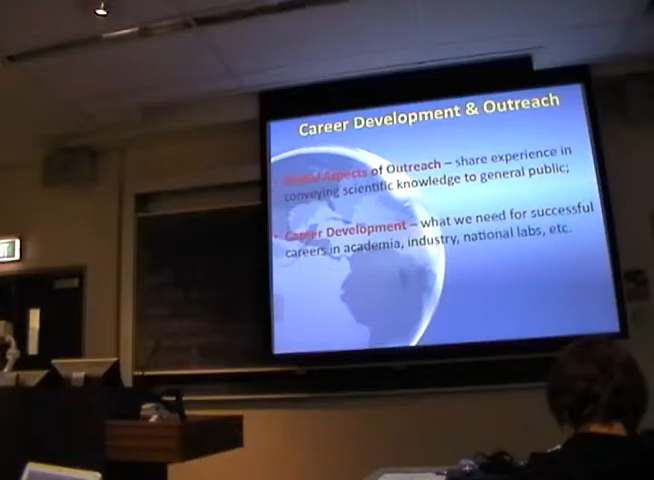 Career Development & Outreach
Aspects of Outreach – share experience in
conveying scientific knowledge to general public;
Career Development – what we need for successful
careers in academia, industry, national labs, etc.